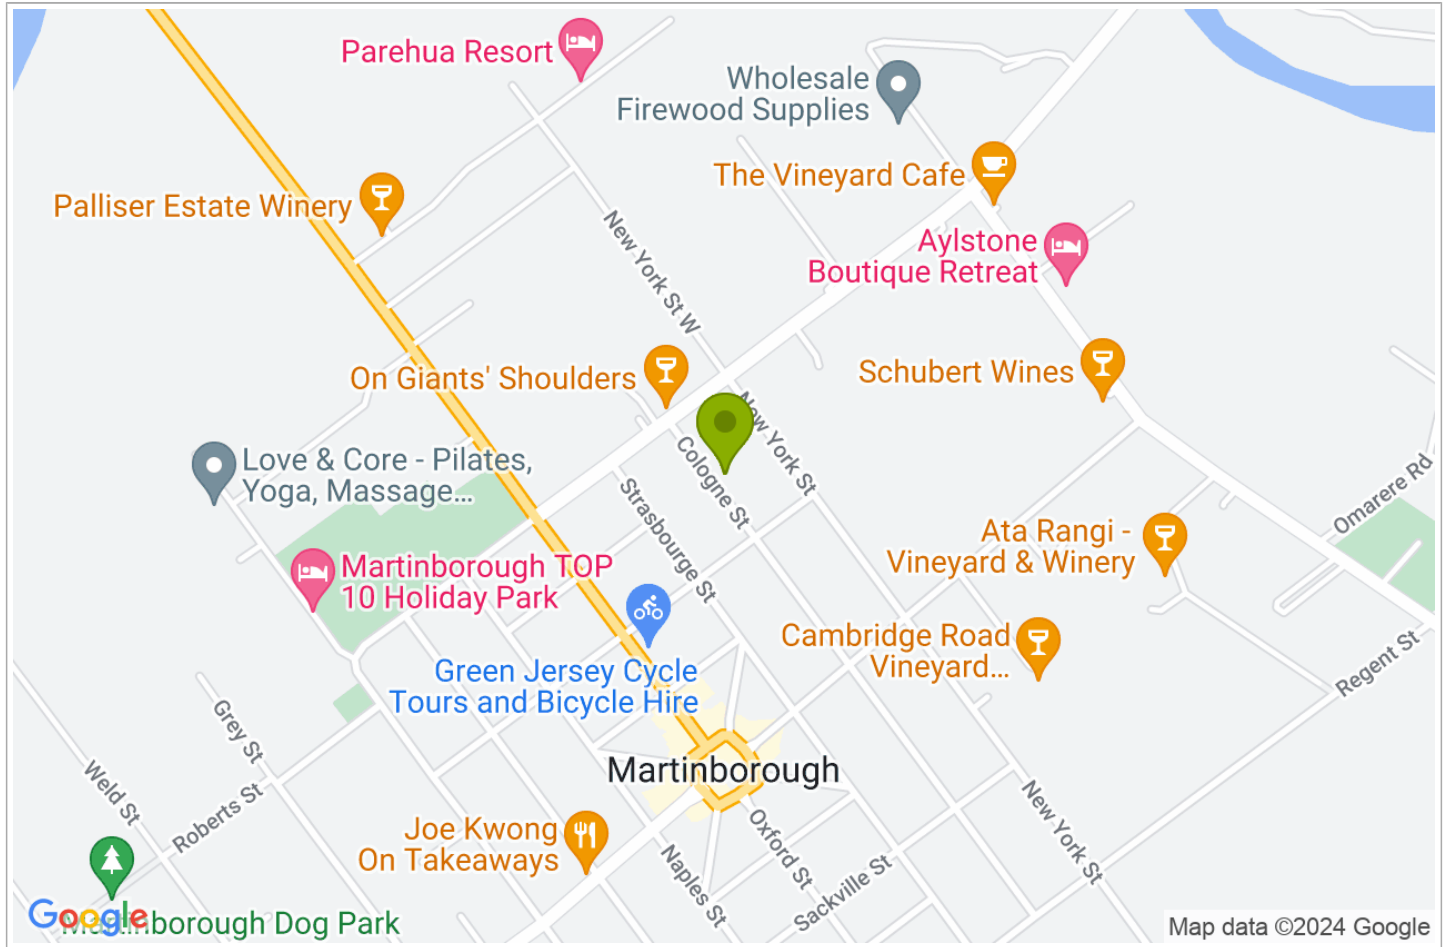 Parehua Resort
Wholesale
Firewood Supplies
The Vineyard Cafe
Palliser Estate Winery
New York St W
Aylstone
Boutique Retreat
On Giants' Shoulders
Schubert Wines
New York St
Cologne St
Love & Core - Pilates,
Yoga, Massage...
Strasbourge St
Omarere Rd
Ata Rangi -
Vineyard & Winery
Martinborough TOP
10 Holiday Park
Cambridge Road
Vineyard...
Green Jersey Cycle
Tours and Bicycle Hire
Regent St
Grey St
Martinborough
Weld St
Roberts St
Joe Kwong
On Takeaways
Oxford St
New York St
Naples St
Sackville St
Google
Martinborough Dog Park
Map data ©2024 Google